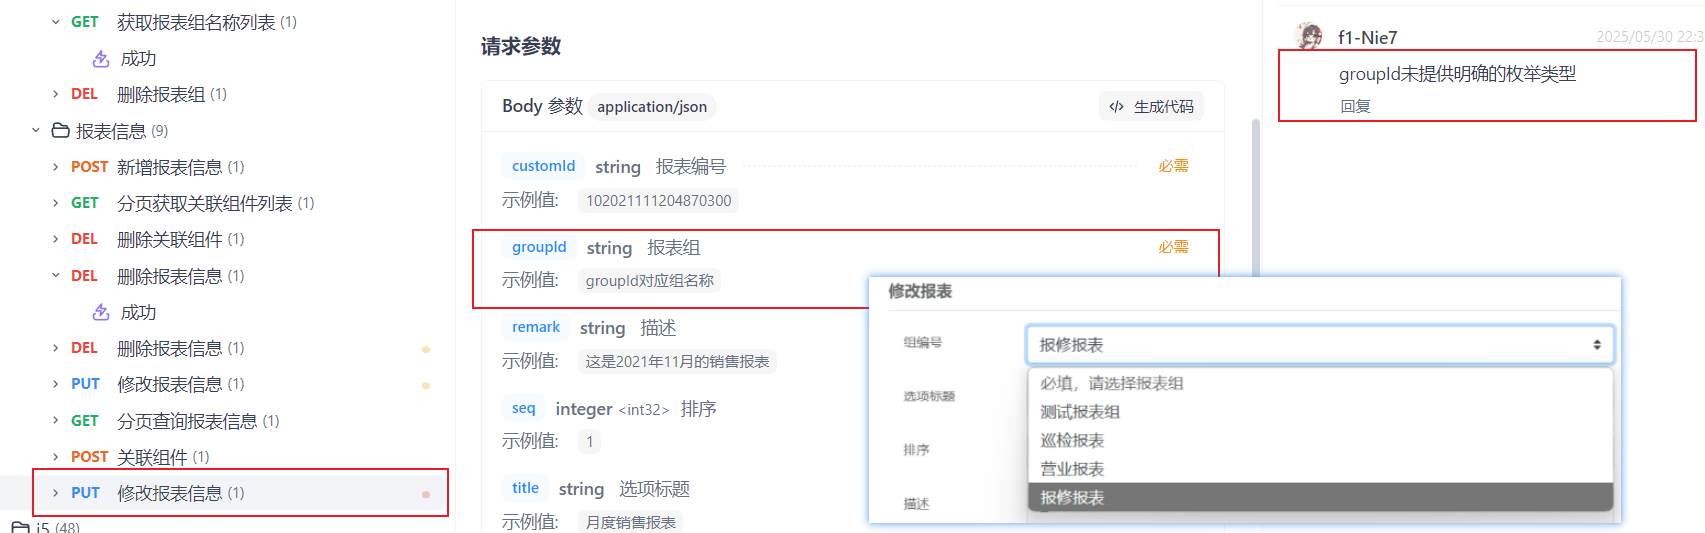 GET 获取报表组名称列表 (1)
成功
DEL 删除报表组 (1)
报表信息 (9)
POST 新增报表信息 (1)
GET 分页获取关联组件列表 (1)
DEL 删除关联组件 (1)
DEL 删除报表信息 (1)
成功
DEL 删除报表信息 (1)
PUT 修改报表信息 (1)
GET 分页查询报表信息 (1)
POST 关联组件 (1)
PUT 修改报表信息 (1)
i5 (48)
请求参数
Body 参数 application/json
生成代码
customId string 报表编号 必需
示例值: 102021111204870300
groupId string 报表组 必需
示例值: groupId对应组名称
remark string 描述
示例值: 这是2021年11月的销售报表
seq integer <int32> 排序
示例值: 1
title string 选项标题
示例值: 月度销售报表
修改报表
组编号 报修报表
必填，请选择报表组
选项标题
测试报表组
巡检报表
排序
营业报表
报修报表
描述
f1-Nie7 2025/05/30 22:3
groupId未提供明确的枚举类型
回复